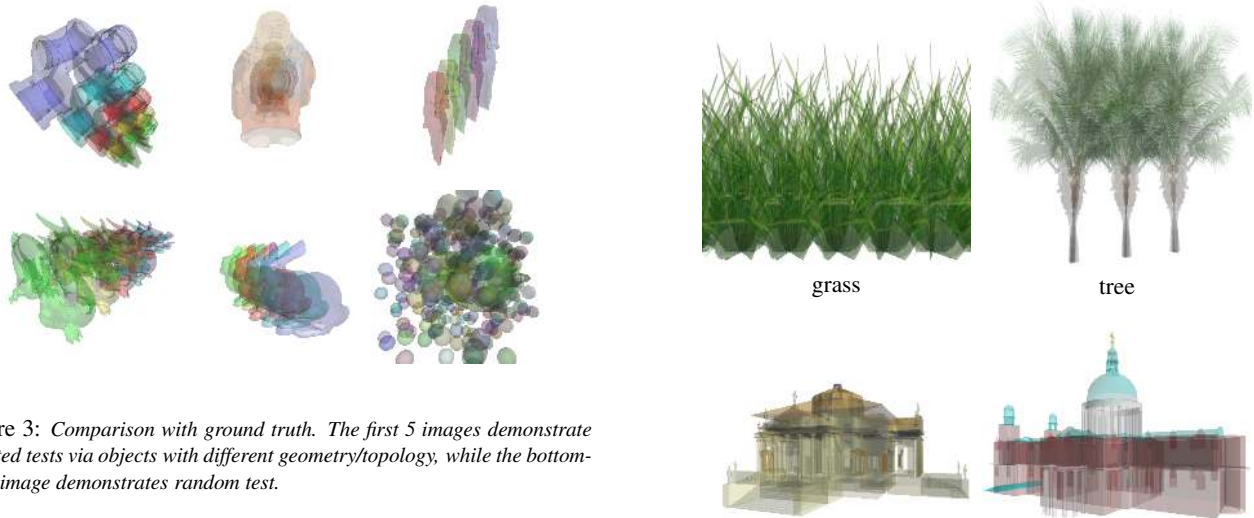 re 3: Comparison with ground truth. The first 5 images demonstrate
ted tests via objects with different geometry/topology, while the bottom-
image demonstrates random test.
grass
tree